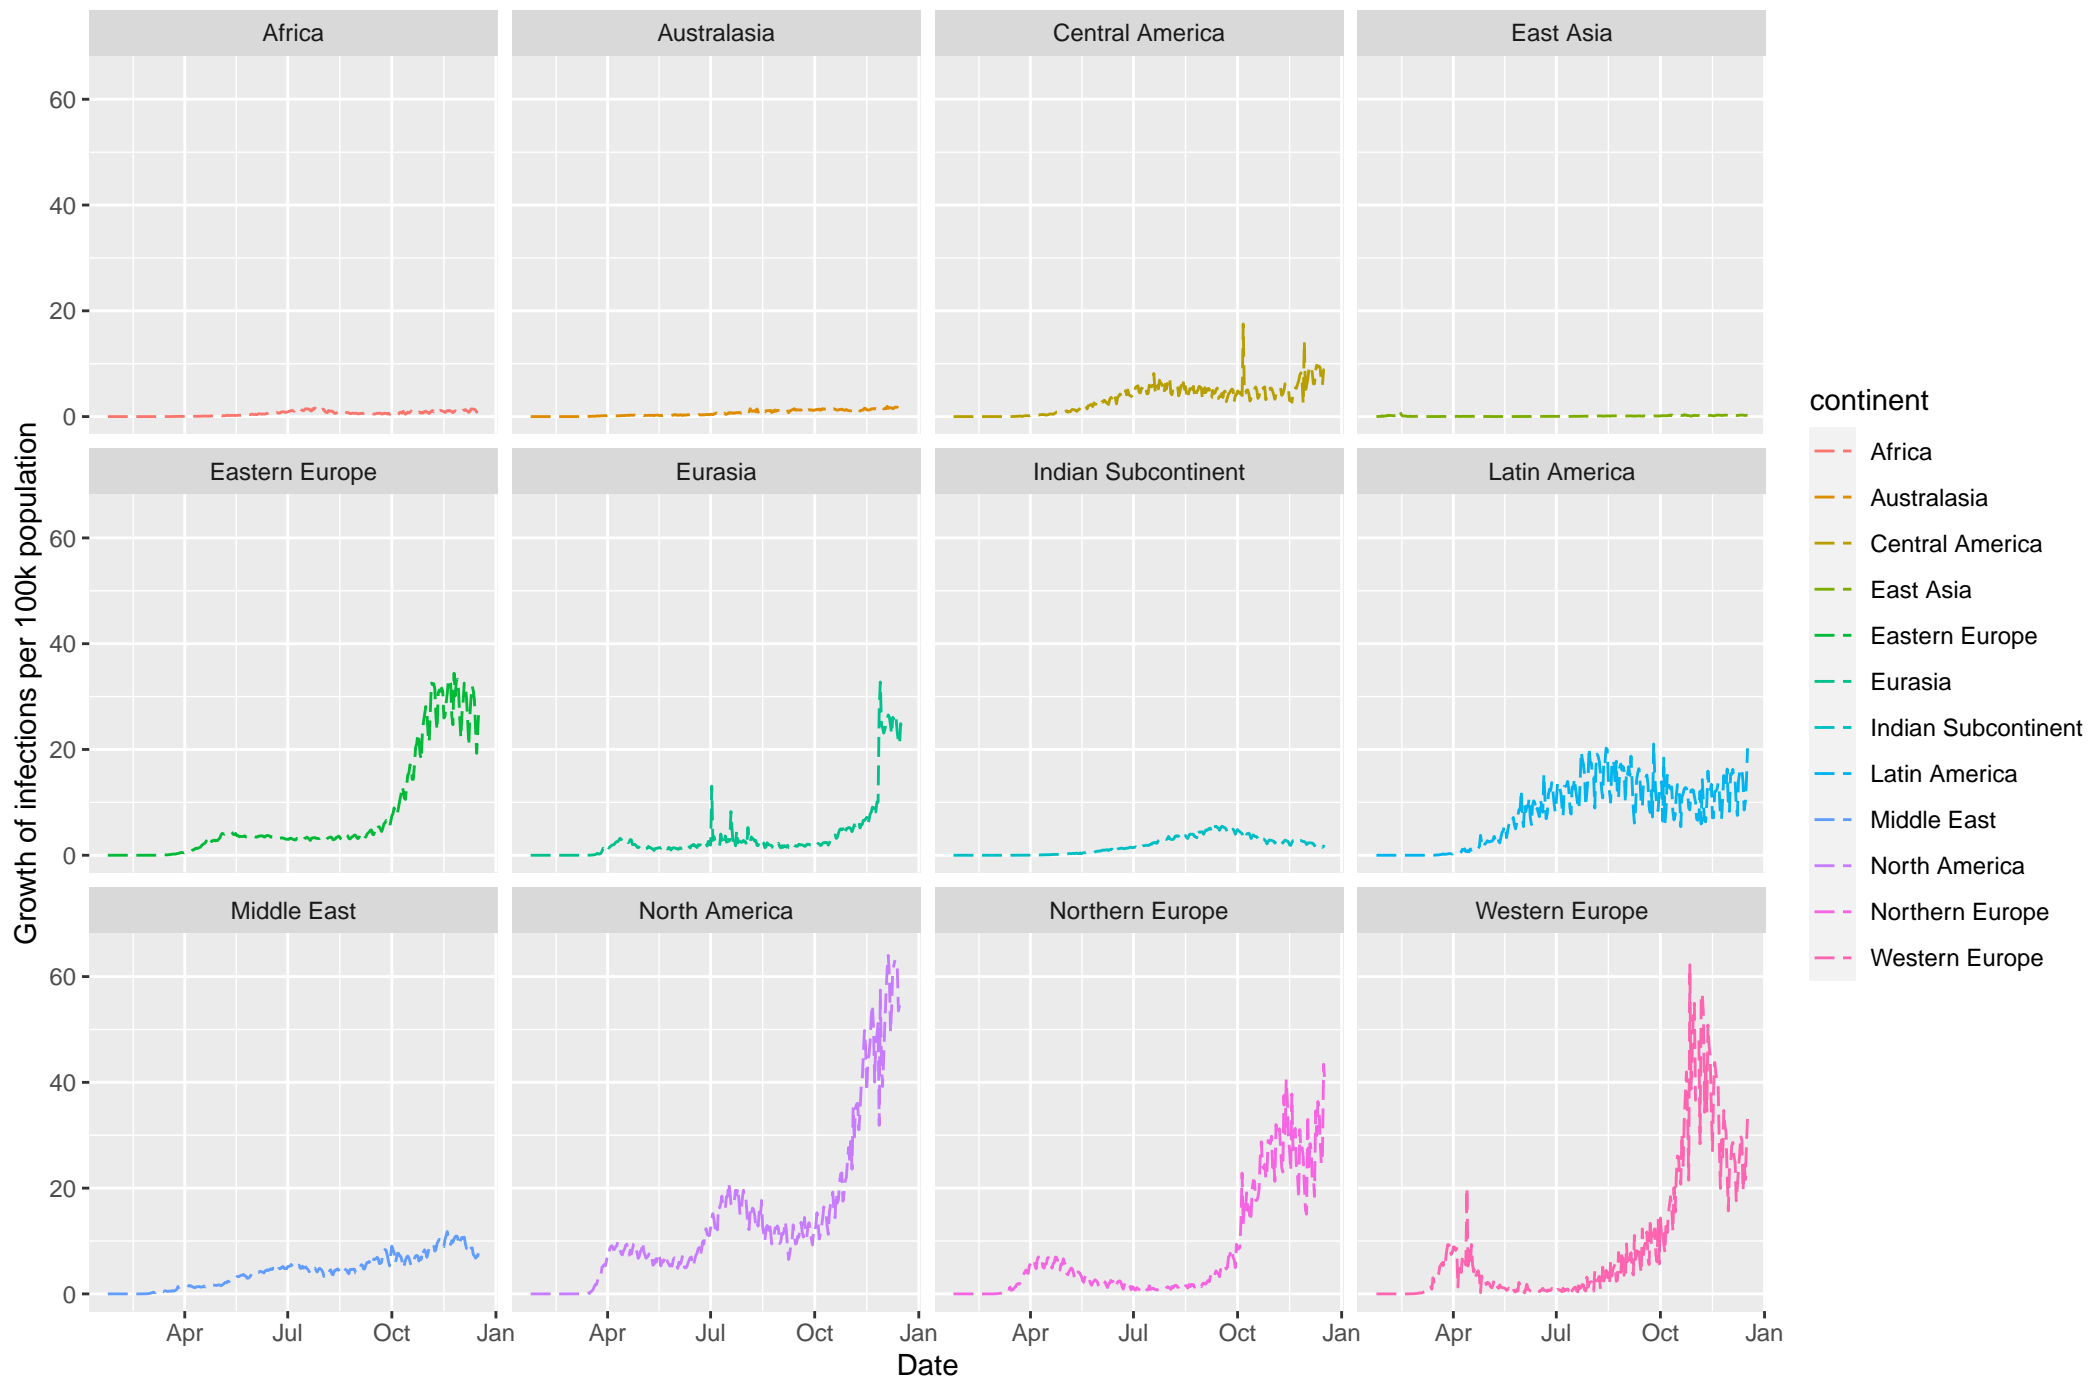 Africa
Australasia
Central America
East Asia
60
40
20
0
Eastern Europe
Eurasia
Indian Subcontinent
Latin America
60
40
20
0
Middle East
North America
Northern Europe
Western Europe
60
40
20
0
Apr Jul Oct Jan
Apr Jul Oct Jan
Apr Jul Oct Jan
Apr Jul Oct Jan
Date
Growth of infections per 100k population
continent
Africa
Australasia
Central America
East Asia
Eastern Europe
Eurasia
Indian Subcontinent
Latin America
Middle East
North America
Northern Europe
Western Europe